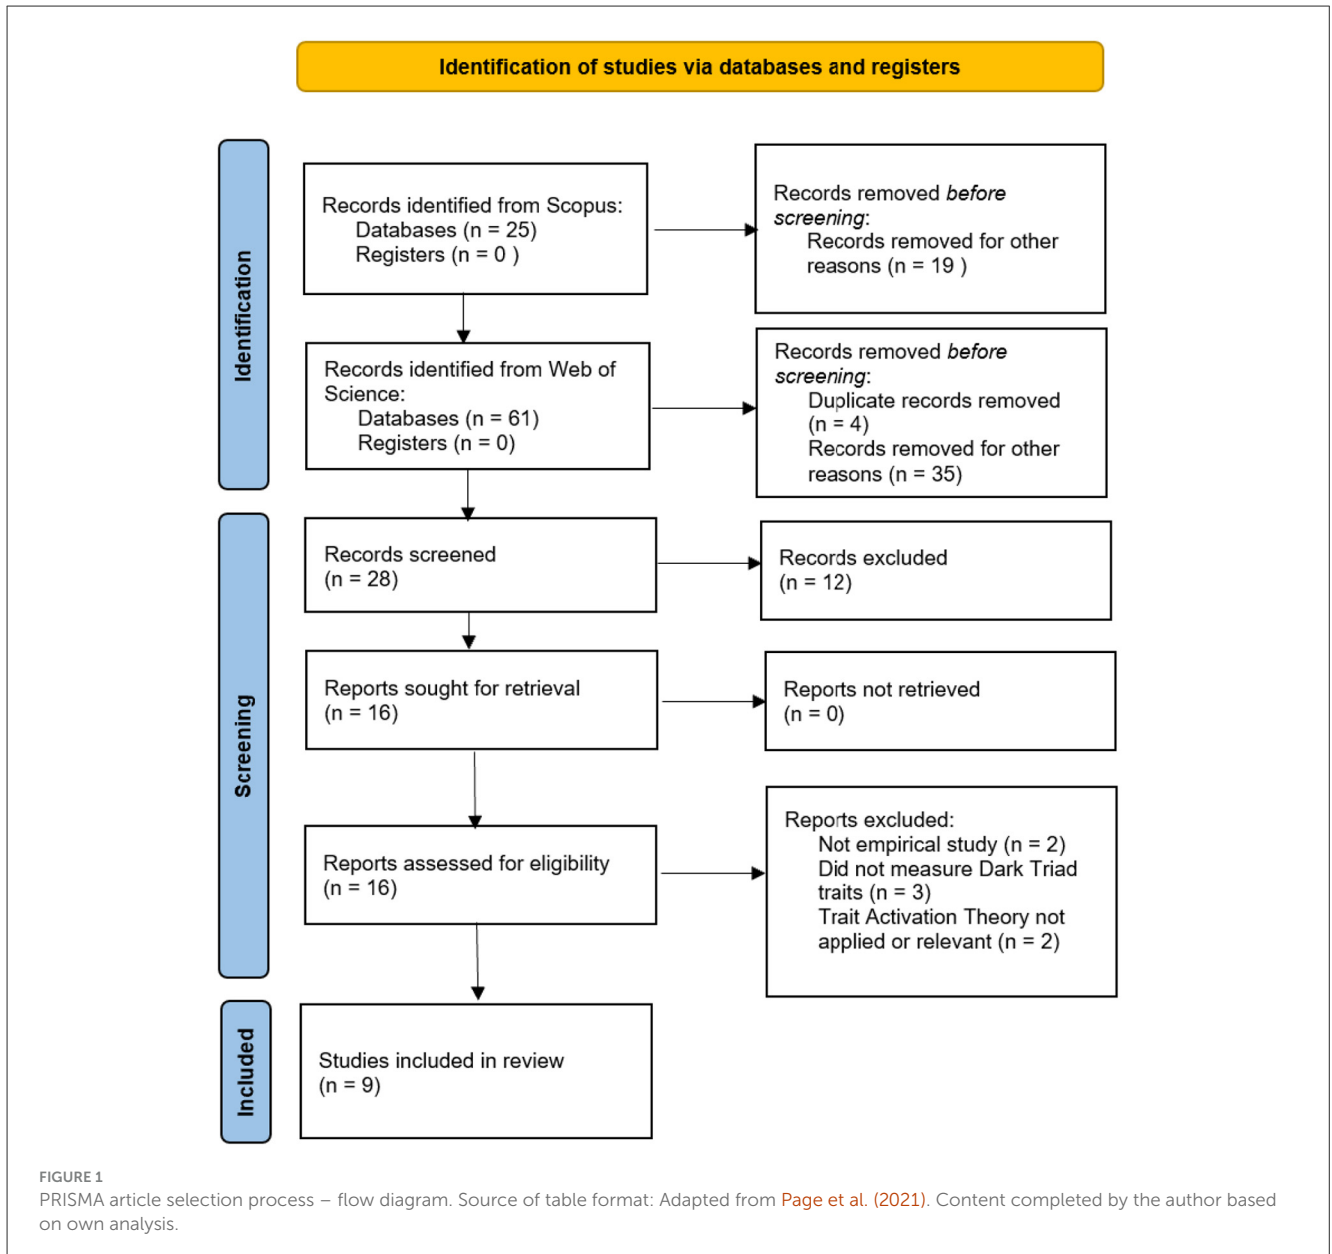 Identification of studies via databases and registers
Identification
Records identified from Scopus:
Databases (n = 25)
Registers (n = 0 )
Records removed before
screening:
Records removed for other
reasons (n = 19 )
Records identified from Web of
Science:
Databases (n = 61)
Registers (n = 0)
Records removed before
screening:
Duplicate records removed
(n = 4)
Records removed for other
reasons (n = 35)
Screening
Records screened
(n = 28)
Records excluded
(n = 12)
Reports sought for retrieval
(n = 16)
Reports not retrieved
(n = 0)
Reports assessed for eligibility
(n = 16)
Reports excluded:
Not empirical study (n = 2)
Did not measure Dark Triad
traits (n = 3)
Trait Activation Theory not
applied or relevant (n = 2)
Included
Studies included in review
(n = 9)
FIGURE 1
PRISMA article selection process – flow diagram. Source of table format: Adapted from Page et al. (2021). Content completed by the author based
on own analysis.